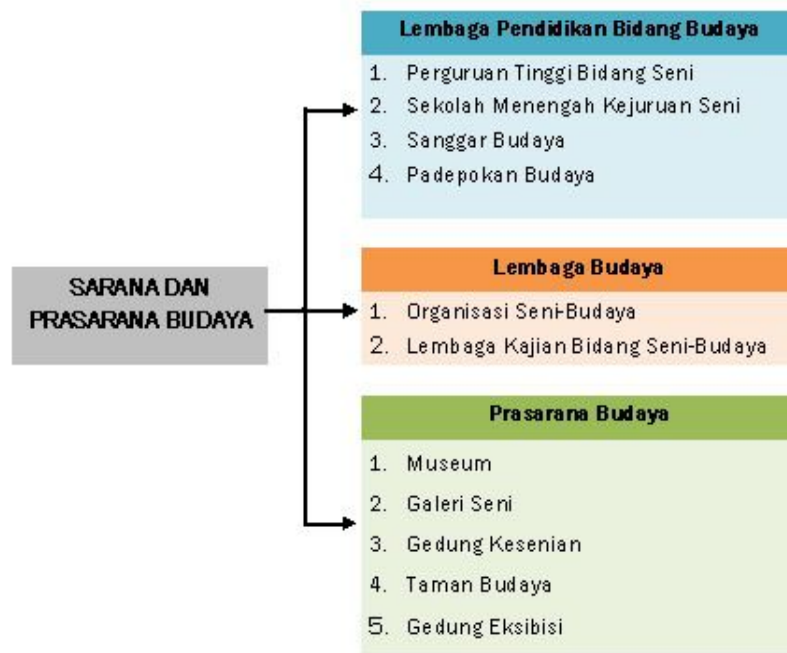 SARANA DAN
PRASARANA BUDAYA
Lembaga Pendidikan Bidang Budaya
1. Perguruan Tinggi Bidang Seni
2. Sekolah Menengah Kejuruan Seni
3. Sanggar Budaya
4. Padepokan Budaya
Lembaga Budaya
1. Organisasi Seni-Budaya
2. Lembaga Kajian Bidang Seni-Budaya
Prasarana Budaya
1. Museum
2. Galeri Seni
3. Gedung Kesenian
4. Taman Budaya
5. Gedung Eksibisi